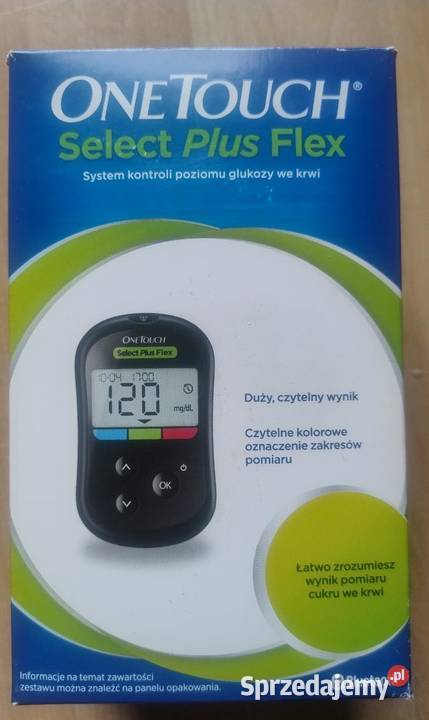 ONETOUCH®
Select Plus Flex
System kontroli poziomu glukozy we krwi
ONETOUCH
Select Plus Flex
10-04 17:00
120
mg/dL
OK
Duży, czytelny wynik
Czytelne kolorowe
oznaczenie zakresów
pomiaru
Łatwo zrozumiesz
wynik pomiaru
cukru we krwi
Informacje na temat zawartości
zestawu można znaleźć na panelu opakowania.
Sprzedajemy.pl